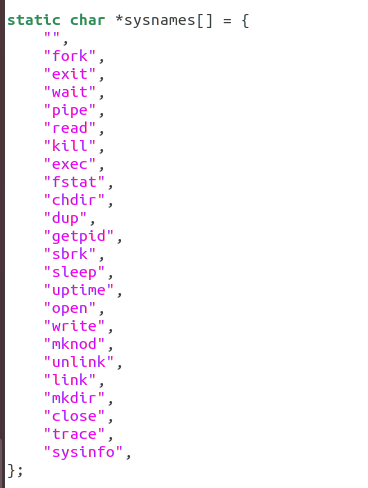 static char *sysnames[] = {
    "",
    "fork",
    "exit",
    "wait",
    "pipe",
    "read",
    "kill",
    "exec",
    "fstat",
    "chdir",
    "dup",
    "getpid",
    "sbrk",
    "sleep",
    "uptime",
    "open",
    "write",
    "mknod",
    "unlink",
    "link",
    "mkdir",
    "close",
    "trace",
    "sysinfo",
};